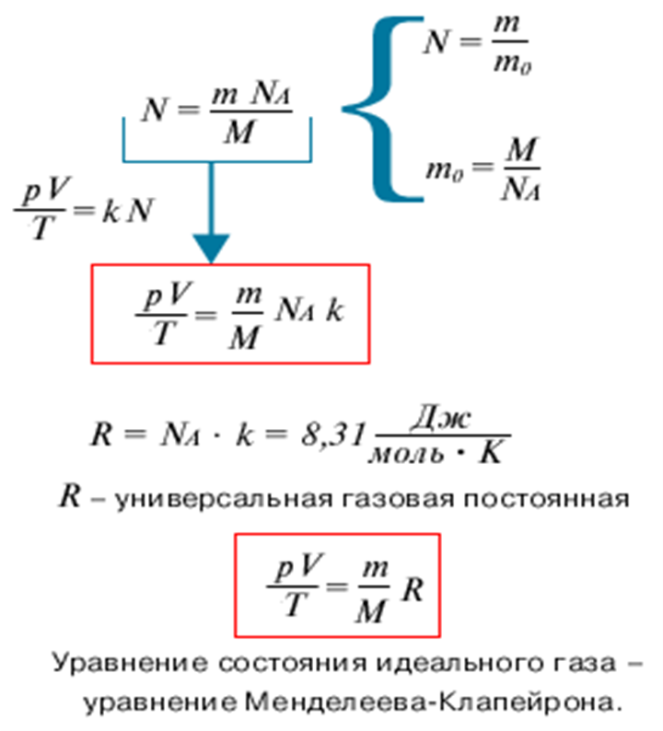 N = m/m₀
N = m N_A/M
m₀ = M/N_A
pV/T = k N
pV/T = m/M N_A k
R = N_A · k = 8,31 Дж/моль · K
R – универсальная газовая постоянная
pV/T = m/M R
Уравнение состояния идеального газа –
уравнение Менделеева-Клапейрона.